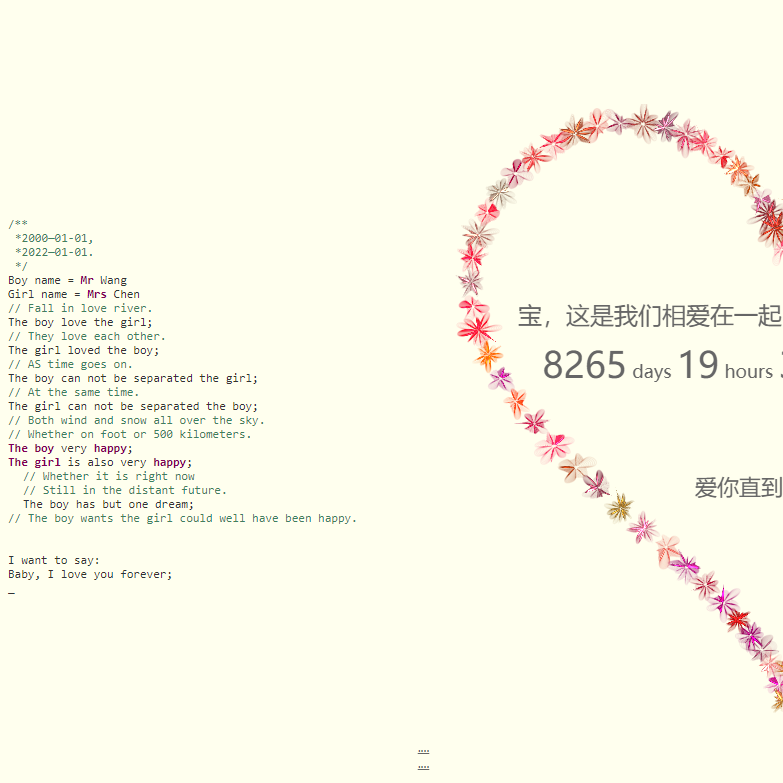 /**
*2000—01-01,
*2022—01-01.
*/
Boy name = Mr Wang
Girl name = Mrs Chen
// Fall in love river.
The boy love the girl;
// They love each other.
The girl loved the boy;
// AS time goes on.
The boy can not be separated the girl;
// At the same time.
The girl can not be separated the boy;
// Both wind and snow all over the sky.
// Whether on foot or 500 kilometers.
The boy very happy;
The girl is also very happy;
// Whether it is right now
// Still in the distant future.
The boy has but one dream;
// The boy wants the girl could well have been happy.
I want to say:
Baby, I love you forever;
_
宝，这是我们相爱在一起
8265 days 19 hours
爱你直到
....
....